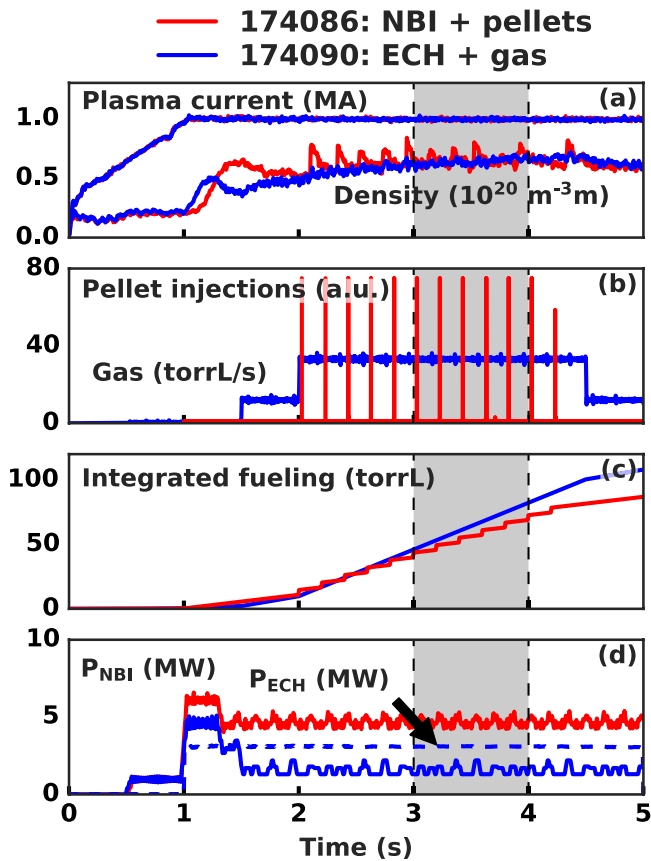 174086: NBI + pellets
174090: ECH + gas
Plasma current (MA)
(a)
1.0
0.5
0.0
Density (10²⁰ m⁻³m)
80
Pellet injections (a.u.)
(b)
40
Gas (torrL/s)
0
Integrated fueling (torrL)
(c)
100
50
0
10
P_NBI (MW)
P_ECH (MW)
(d)
5
0
0 1 2 3 4 5
Time (s)